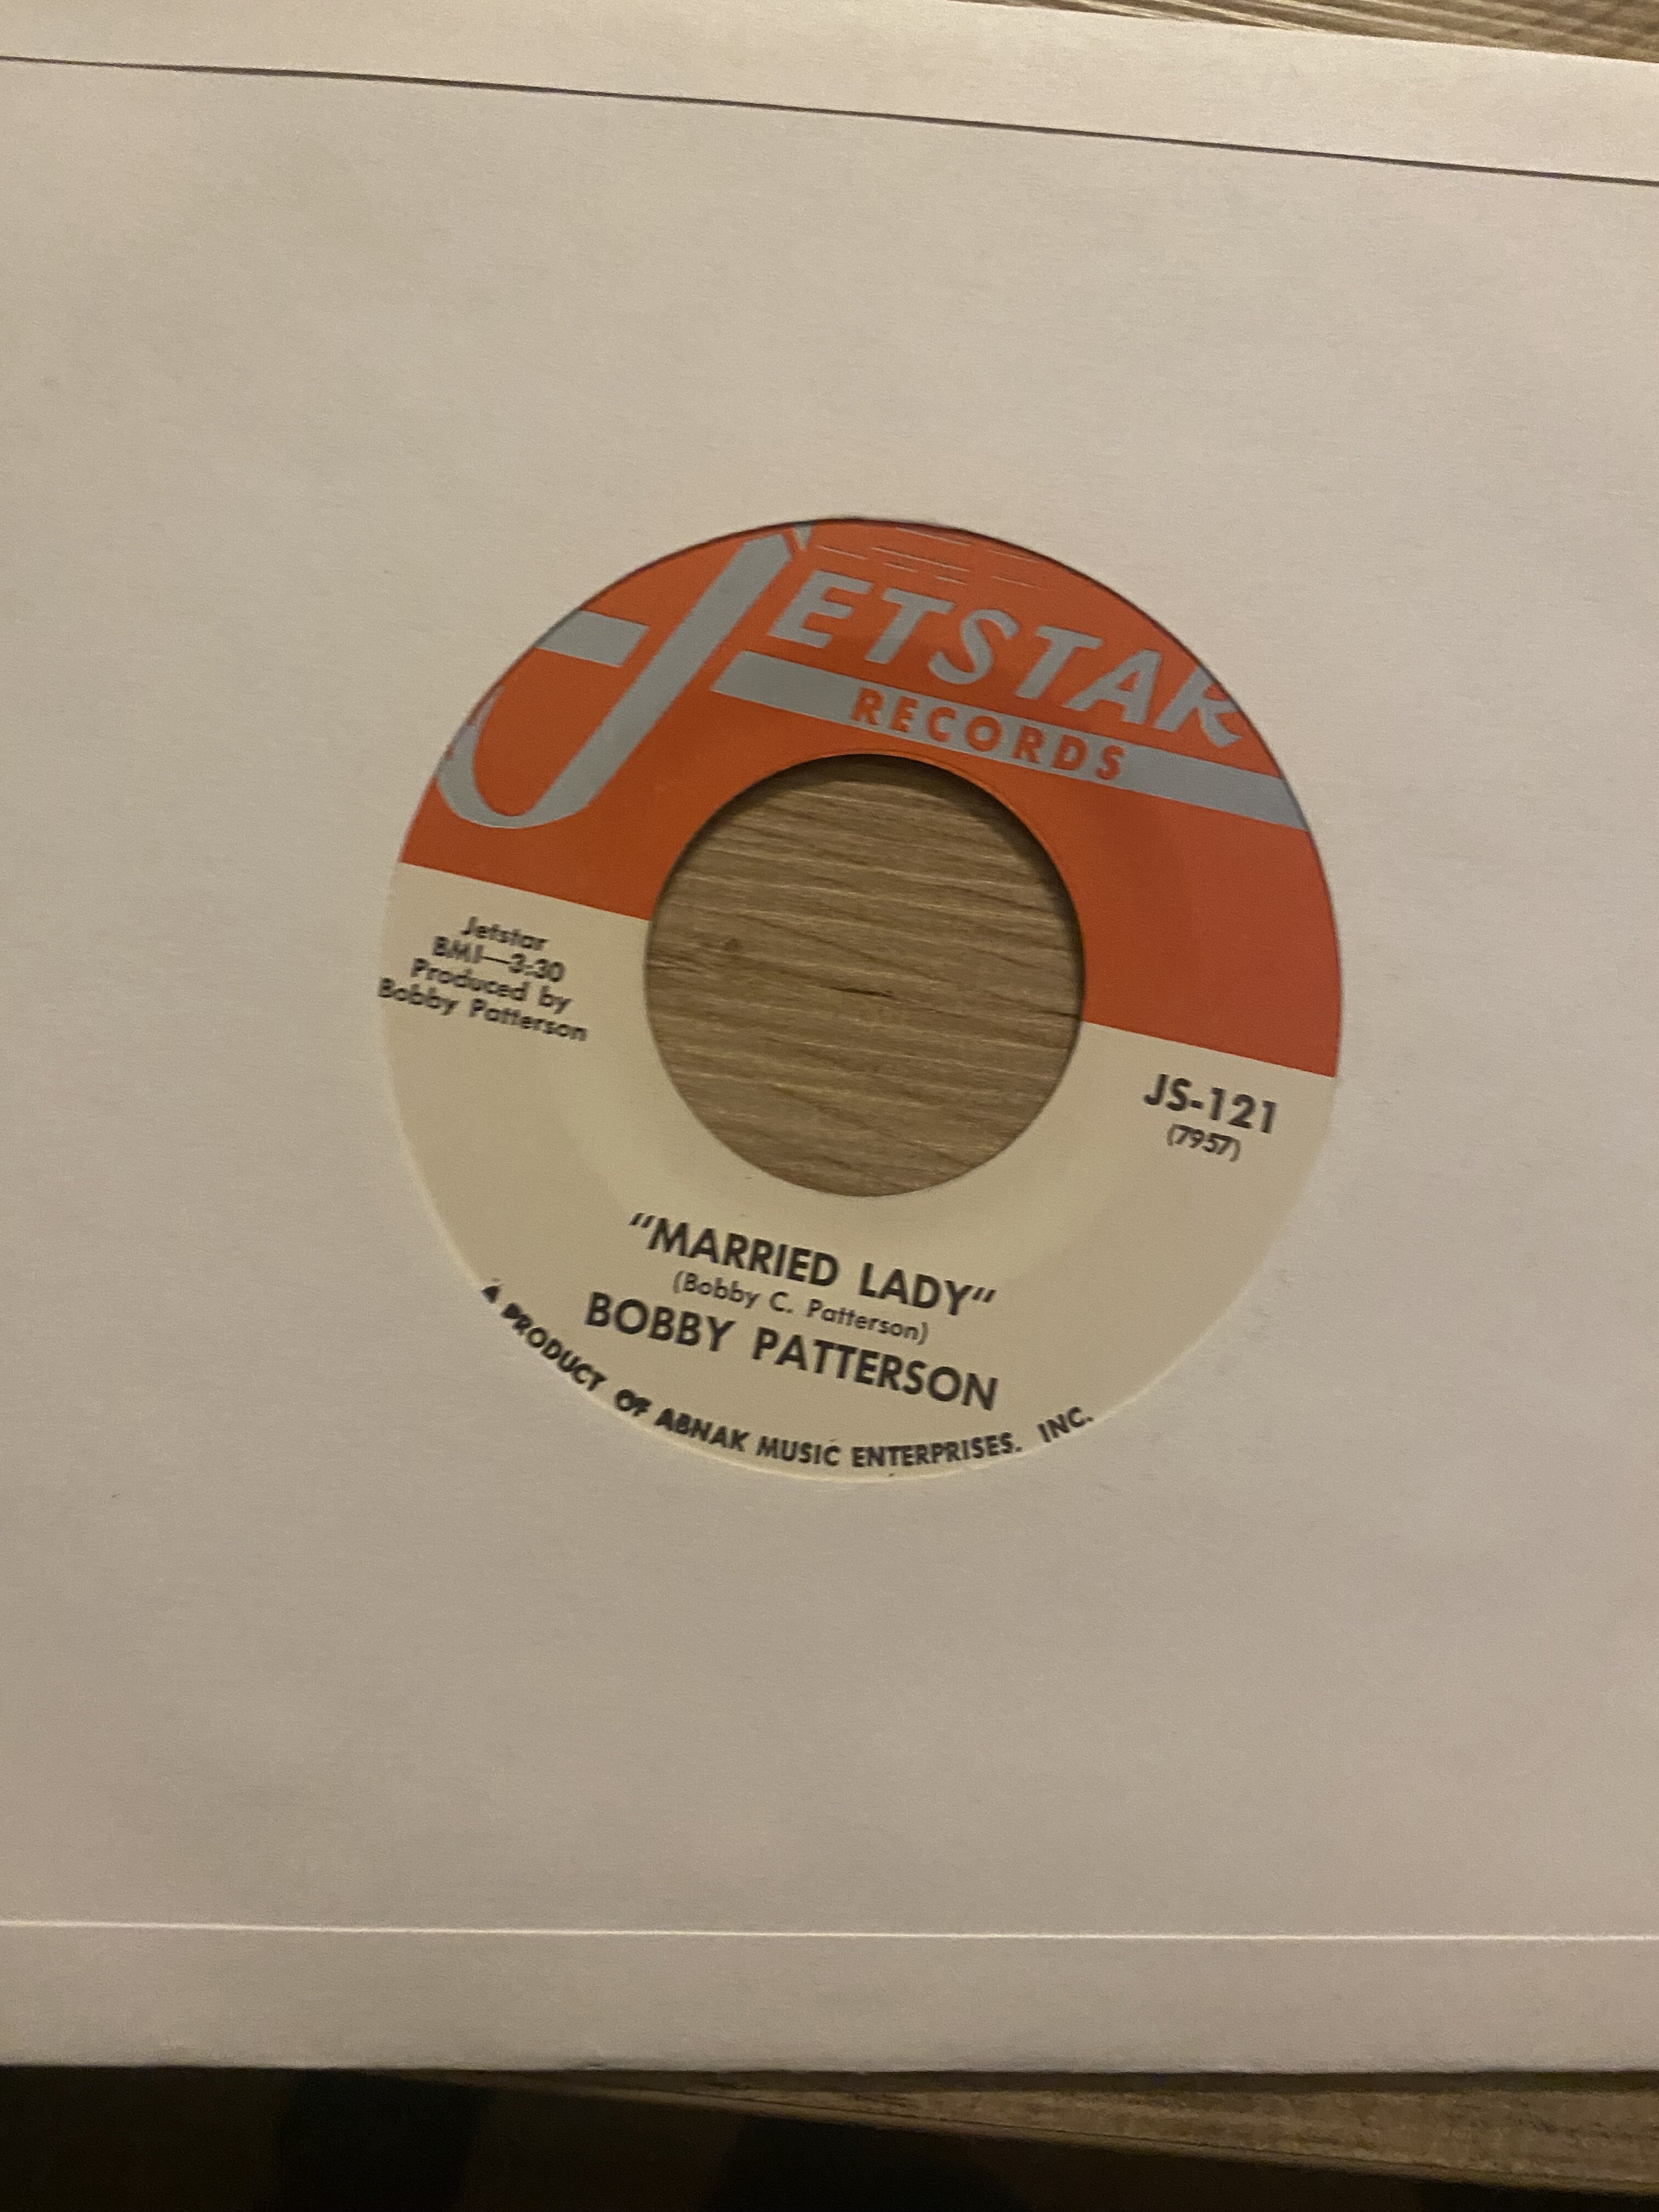 JETSTAR
RECORDS
Jetstar
BMI—3:30
Produced by
Bobby Patterson
JS-121
(7957)
"MARRIED LADY"
(Bobby C. Patterson)
BOBBY PATTERSON
A PRODUCT OF ABNAK MUSIC ENTERPRISES. INC.